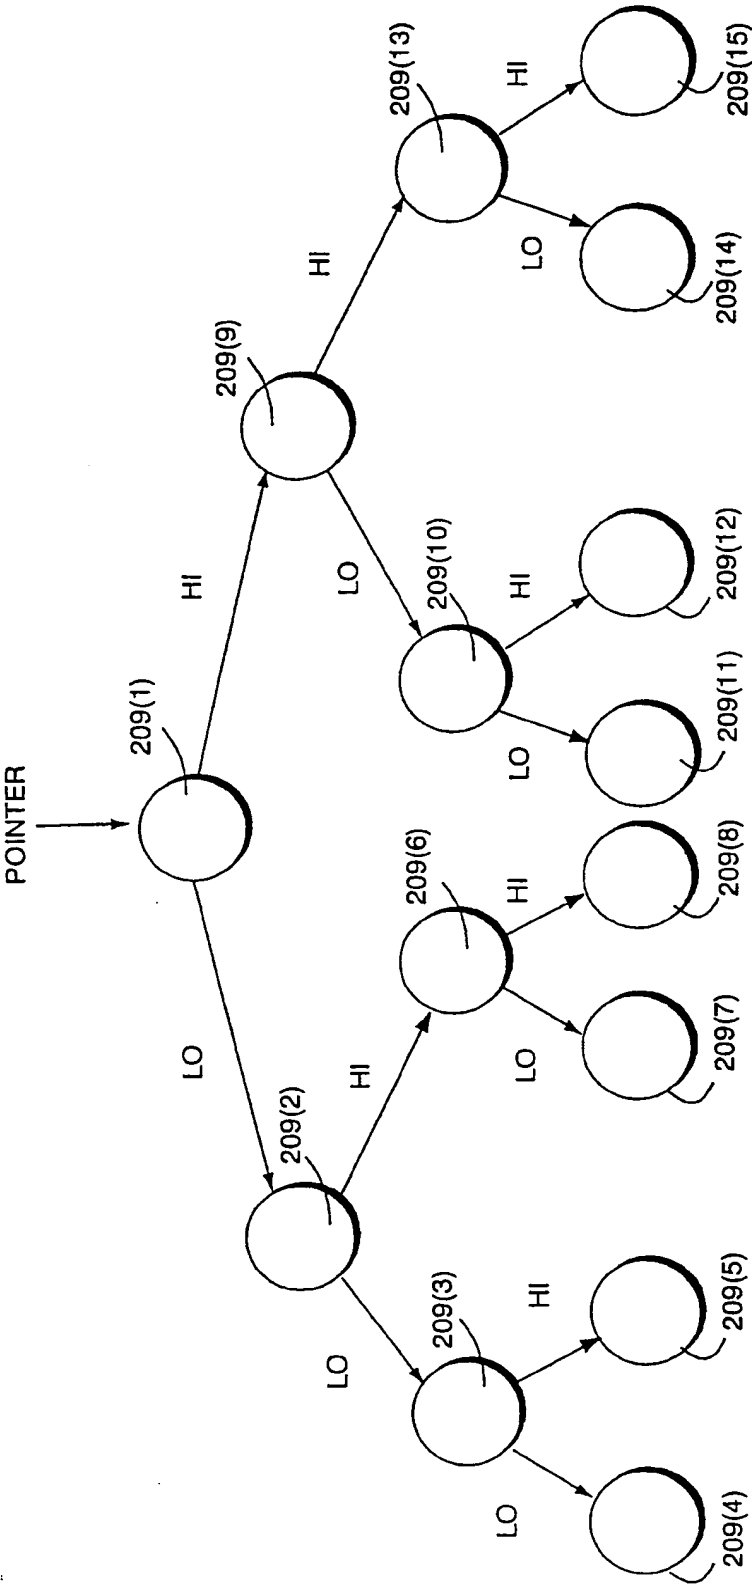 POINTER
209(1)
LO
HI
209(2)
209(9)
LO
HI
LO
HI
209(3)
209(6)
209(10)
209(13)
LO
HI
LO
HI
LO
HI
LO
HI
209(4)
209(5)
209(7)
209(8)
209(11)
209(12)
209(14)
209(15)